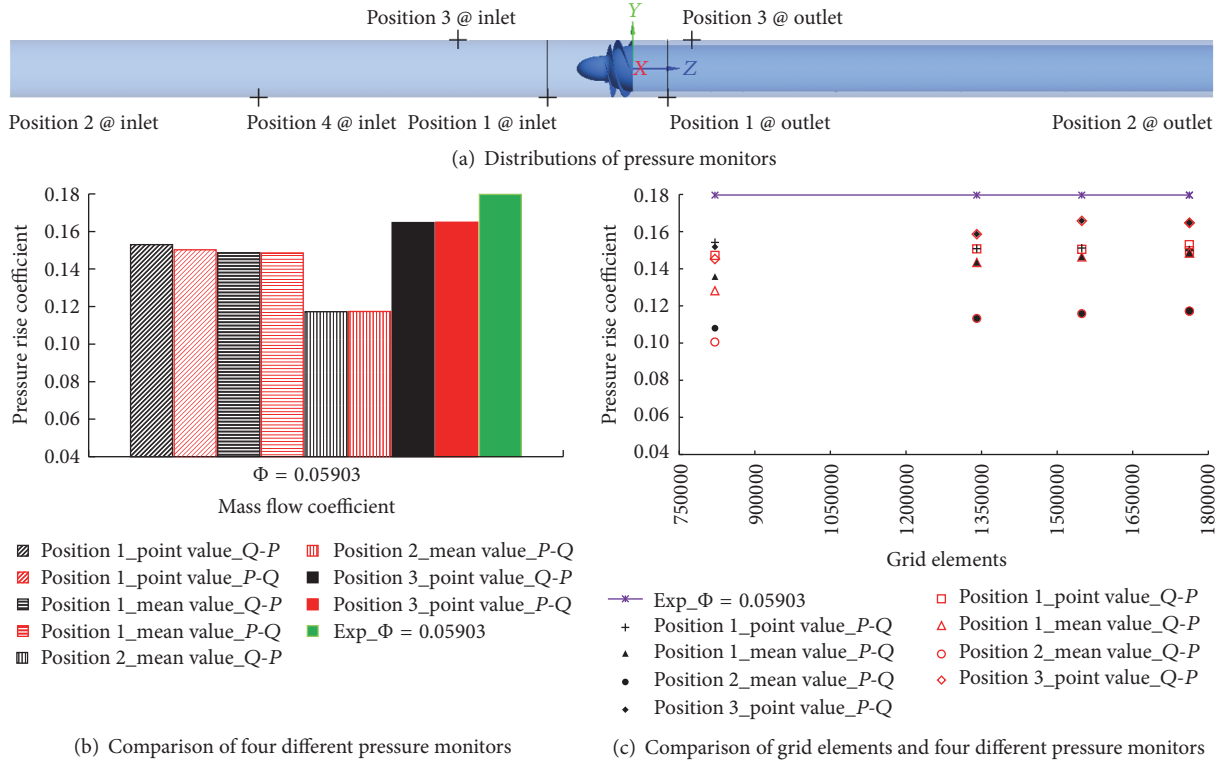 Position 3 @ inlet
Y
Position 3 @ outlet
X
Z
Position 2 @ inlet
Position 4 @ inlet
Position 1 @ inlet
Position 1 @ outlet
Position 2 @ outlet
(a) Distributions of pressure monitors
Pressure rise coefficient
0.18
0.16
0.14
0.12
0.10
0.08
0.06
0.04
Φ = 0.05903
Mass flow coefficient
Position 1_point value_Q-P
Position 1_point value_P-Q
Position 1_mean value_Q-P
Position 1_mean value_P-Q
Position 2_mean value_Q-P
Position 2_mean value_P-Q
Position 3_point value_Q-P
Position 3_point value_P-Q
Exp_Φ = 0.05903
(b) Comparison of four different pressure monitors
Pressure rise coefficient
0.18
0.16
0.14
0.12
0.10
0.08
0.06
0.04
750000
900000
1050000
1200000
1350000
1500000
1650000
1800000
Grid elements
Exp_Φ = 0.05903
Position 1_point value_P-Q
Position 1_mean value_P-Q
Position 2_mean value_P-Q
Position 3_point value_P-Q
Position 1_point value_Q-P
Position 1_mean value_Q-P
Position 2_mean value_Q-P
Position 3_point value_Q-P
(c) Comparison of grid elements and four different pressure monitors